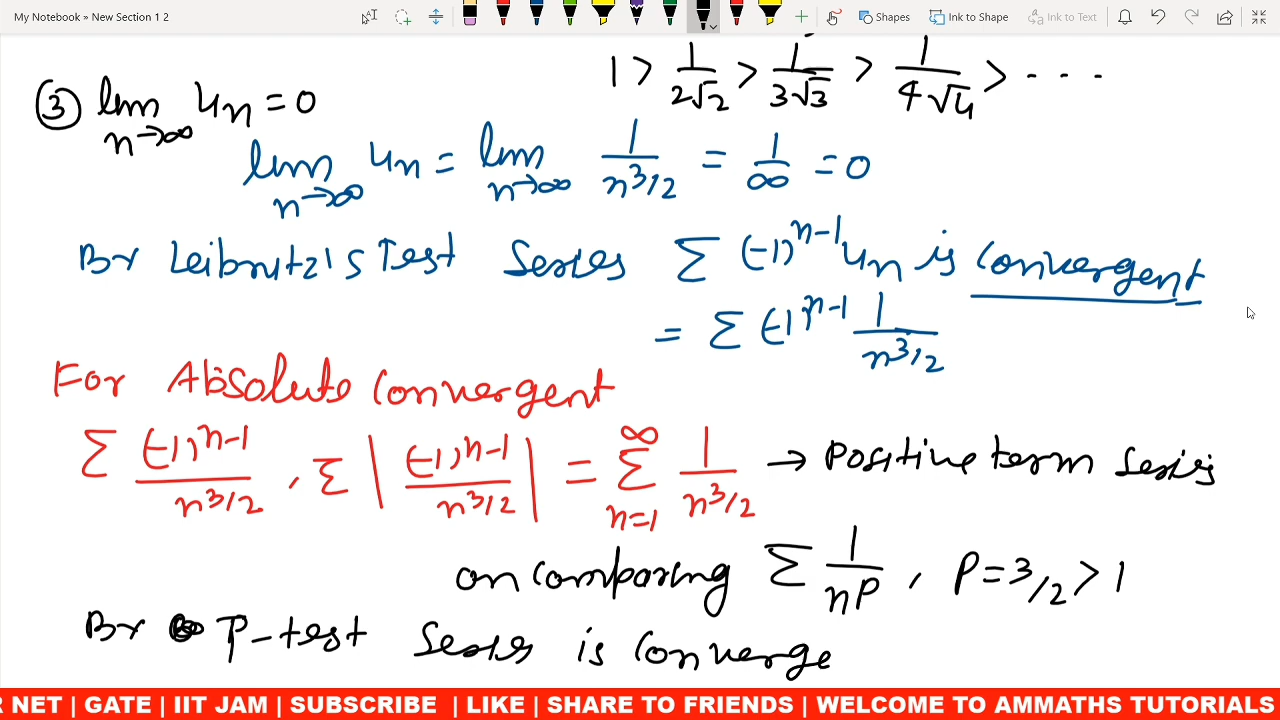 My Notebook » New Section 1 2
Shapes Ink to Shape Ink to Text
1 > 1/2√2 > 1/3√3 > 1/4√4 > - - -
③ lim n→∞ un = 0
lim n→∞ un = lim n→∞ 1/n^3/2 = 1/∞ = 0
By Leibnitz's Test Series Σ (-1)^n-1 un is convergent
= Σ (-1)^n-1 1/n^3/2
For Absolute Convergent
Σ (-1)^n-1/n^3/2 , Σ |(-1)^n-1/n^3/2| = Σ n=1 ∞ 1/n^3/2 → Positive term series
on comparing Σ 1/n^P , P = 3/2 > 1
By P-test Series is converge
R NET | GATE | IIT JAM | SUBSCRIBE | LIKE | SHARE TO FRIENDS | WELCOME TO AMMATHS TUTORIALS